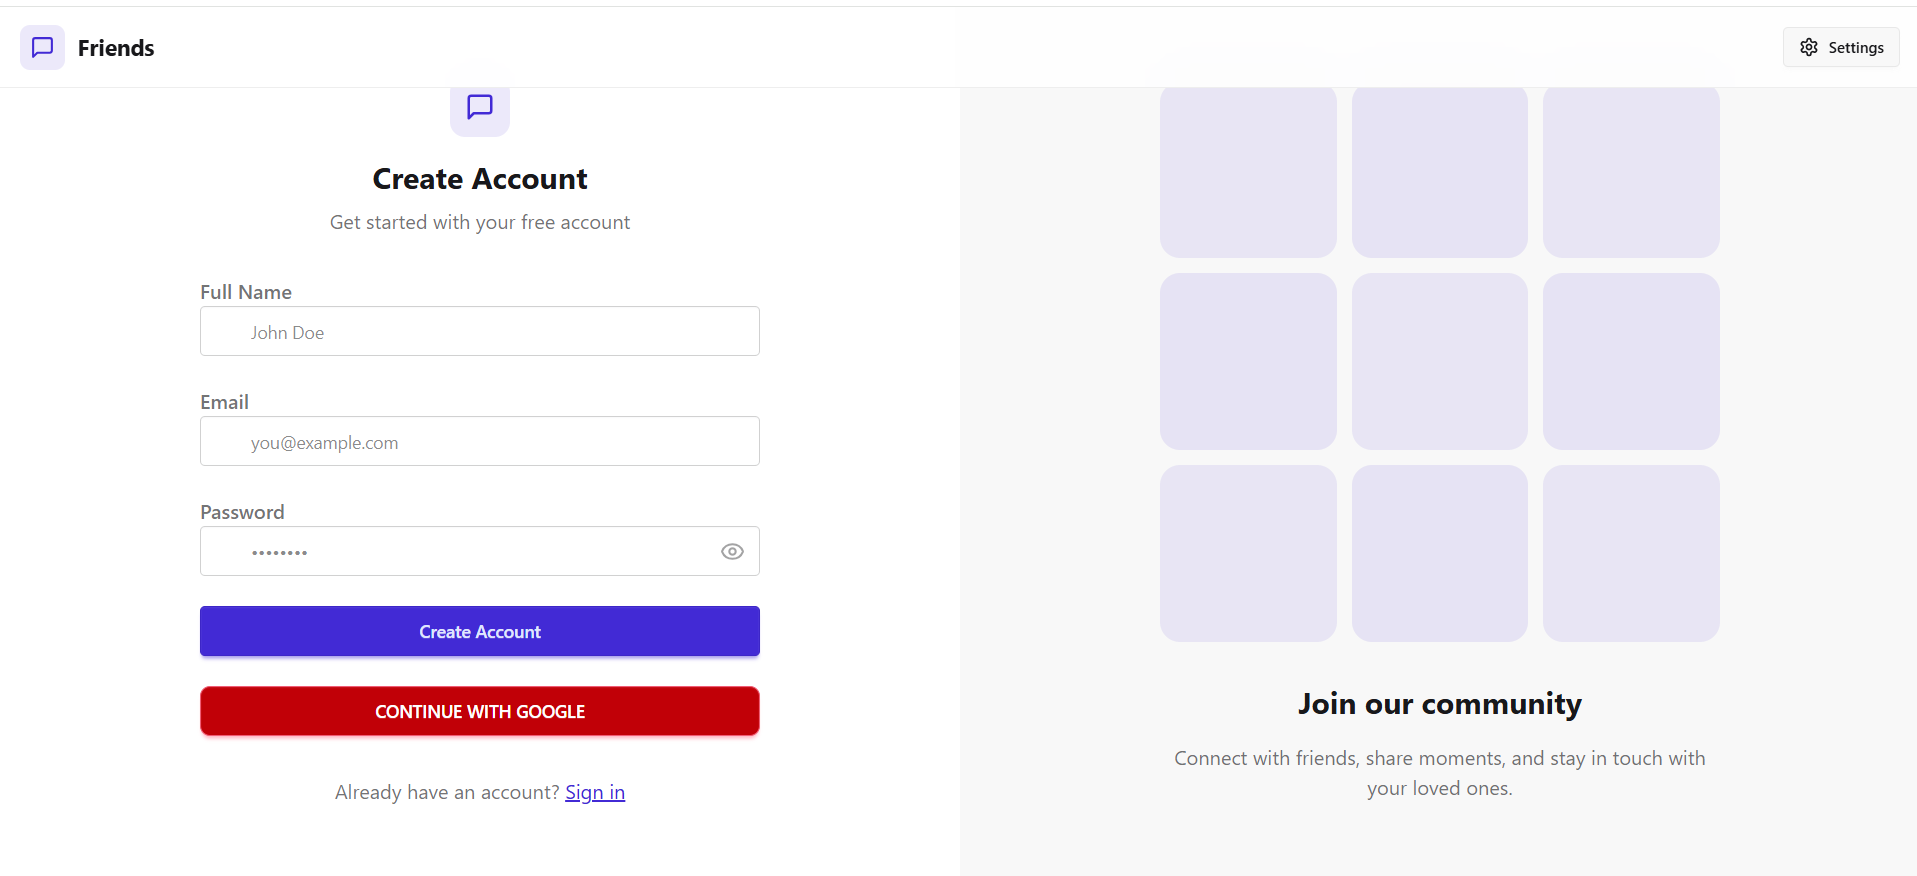 Friends
Settings
Create Account
Get started with your free account
Full Name
John Doe
Email
you@example.com
Password
••••••••
Create Account
CONTINUE WITH GOOGLE
Already have an account? Sign in
Join our community
Connect with friends, share moments, and stay in touch with
your loved ones.